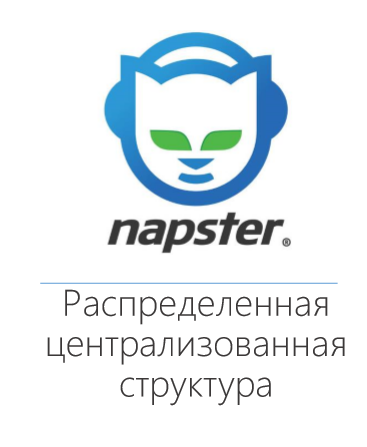 napster®
Распределенная
централизованная
структура